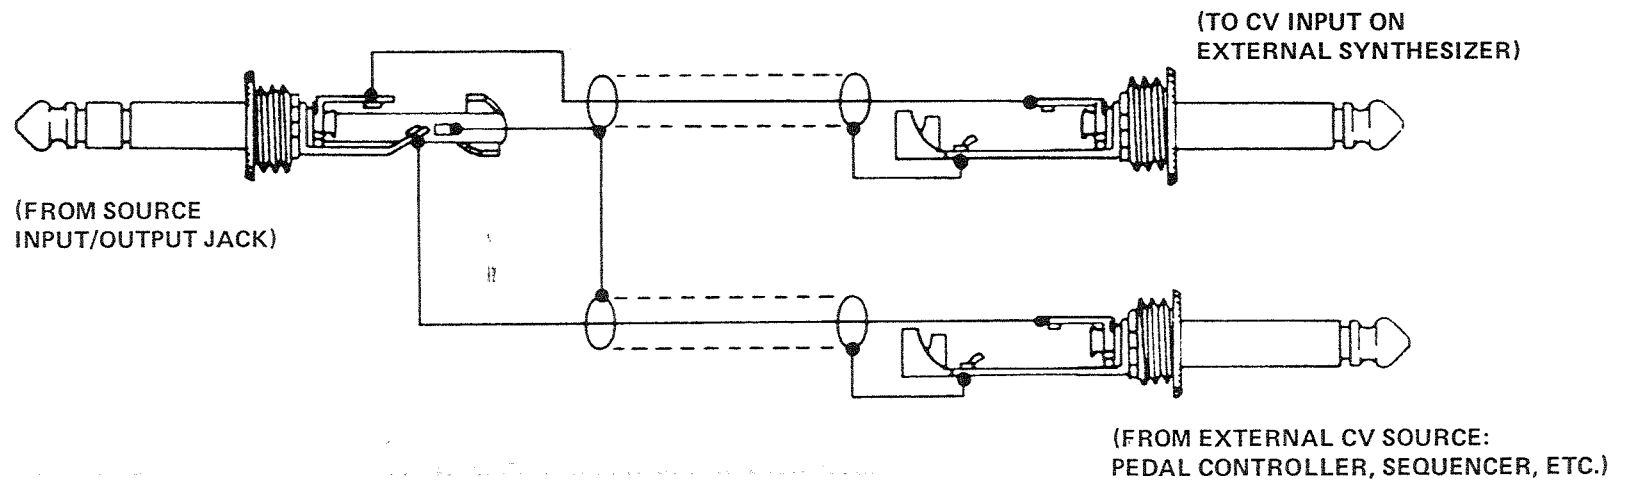 (TO CV INPUT ON
EXTERNAL SYNTHESIZER)
(FROM SOURCE
INPUT/OUTPUT JACK)
(FROM EXTERNAL CV SOURCE:
PEDAL CONTROLLER, SEQUENCER, ETC.)